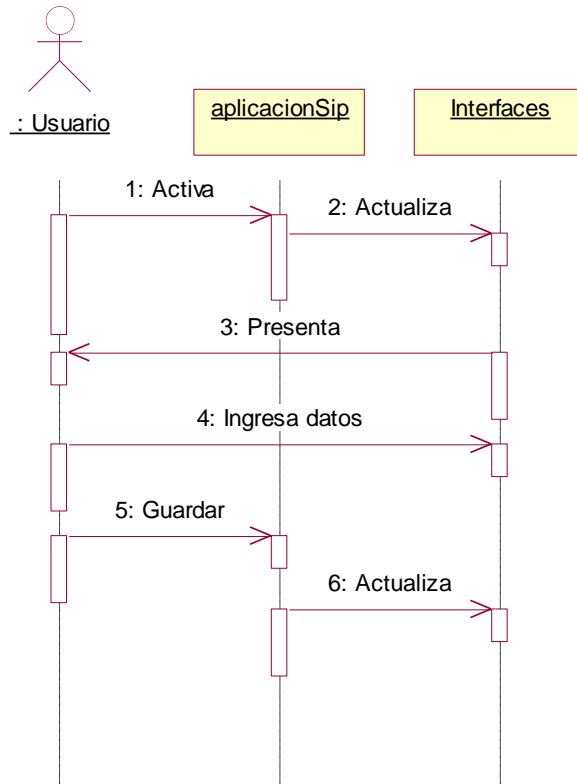 : Usuario
aplicacionSip
Interfaces
1: Activa
2: Actualiza
3: Presenta
4: Ingresa datos
5: Guardar
6: Actualiza